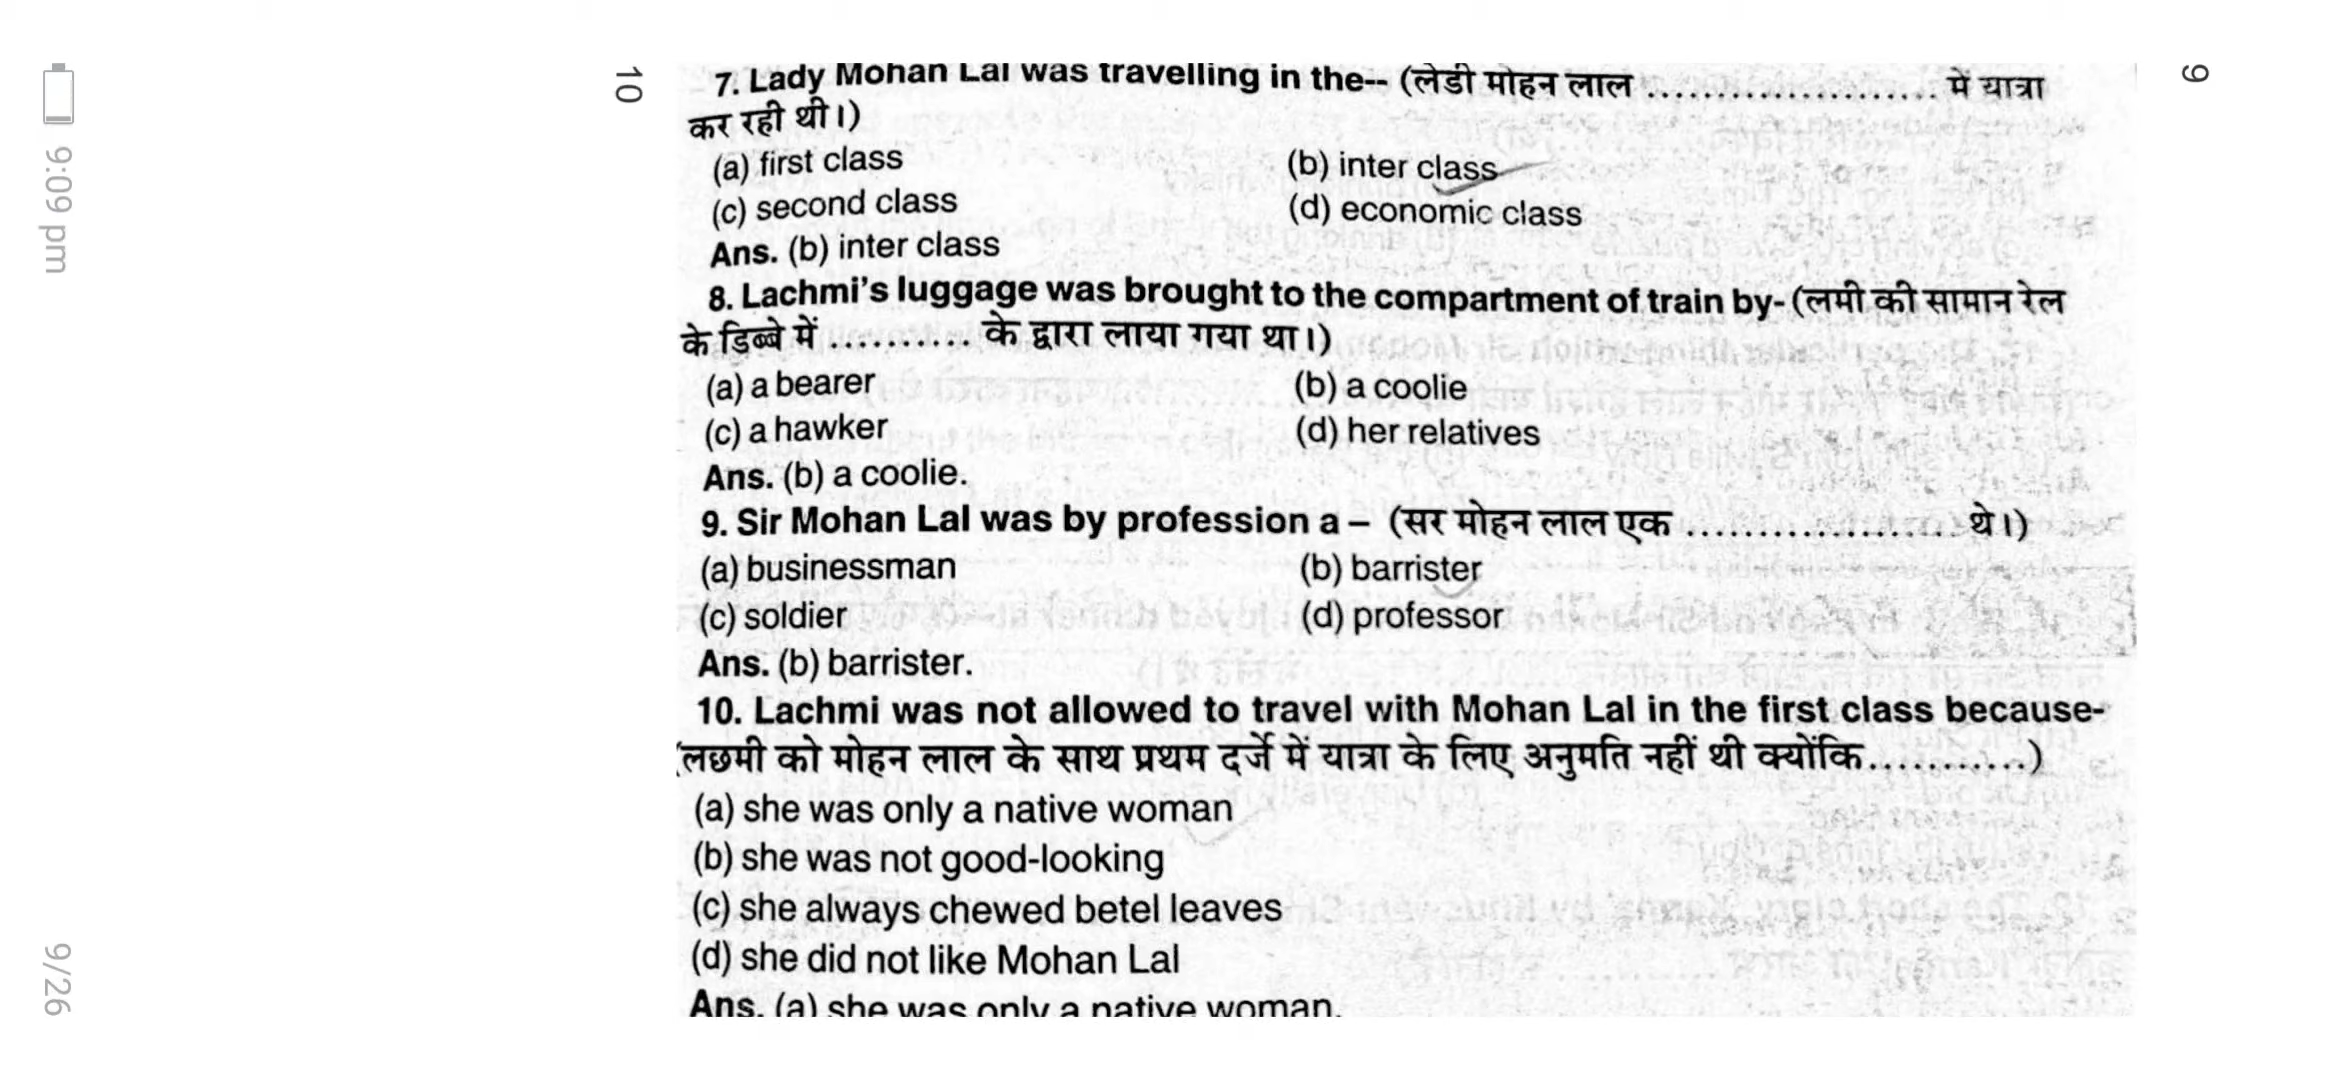 9:09 pm
9/26
10
9
7. Lady Mohan Lal was travelling in the-- (लेडी मोहन लाल ..................... में यात्रा
कर रही थी।)
(a) first class (b) inter class
(c) second class (d) economic class
Ans. (b) inter class
8. Lachmi's luggage was brought to the compartment of train by- (लमी की सामान रेल
के डिब्बे में .......... के द्वारा लाया गया था।)
(a) a bearer (b) a coolie
(c) a hawker (d) her relatives
Ans. (b) a coolie.
9. Sir Mohan Lal was by profession a – (सर मोहन लाल एक ................... थे।)
(a) businessman (b) barrister
(c) soldier (d) professor
Ans. (b) barrister.
10. Lachmi was not allowed to travel with Mohan Lal in the first class because-
(लछमी को मोहन लाल के साथ प्रथम दर्जे में यात्रा के लिए अनुमति नहीं थी क्योंकि...........)
(a) she was only a native woman
(b) she was not good-looking
(c) she always chewed betel leaves
(d) she did not like Mohan Lal
Ans. (a) she was only a native woman.